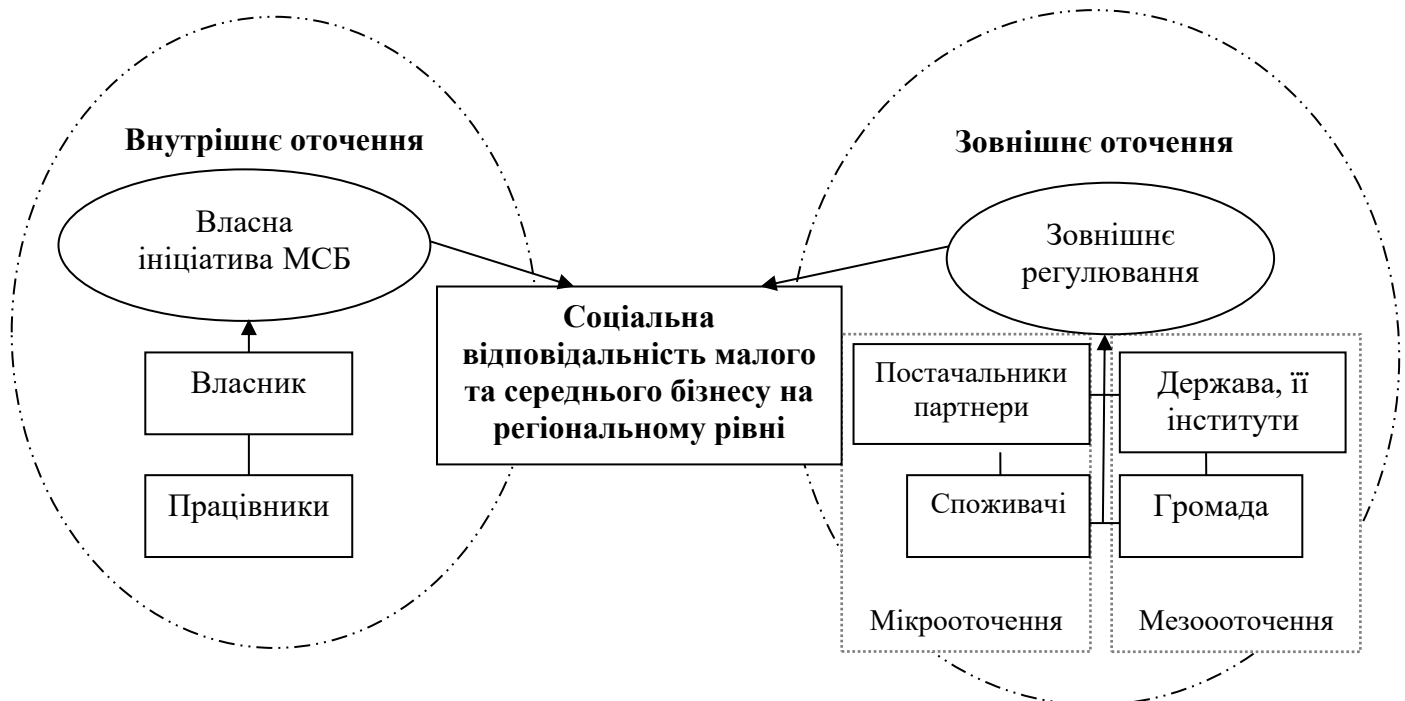 Внутрішнє оточення
Власна
ініціатива МСБ
Власник
Працівники
Соціальна
відповідальність малого
та середнього бізнесу на
регіональному рівні
Зовнішнє оточення
Зовнішнє
регулювання
Постачальники
партнери
Держава, її
інститути
Споживачі
Громада
Мікрооточення
Мезоооточення